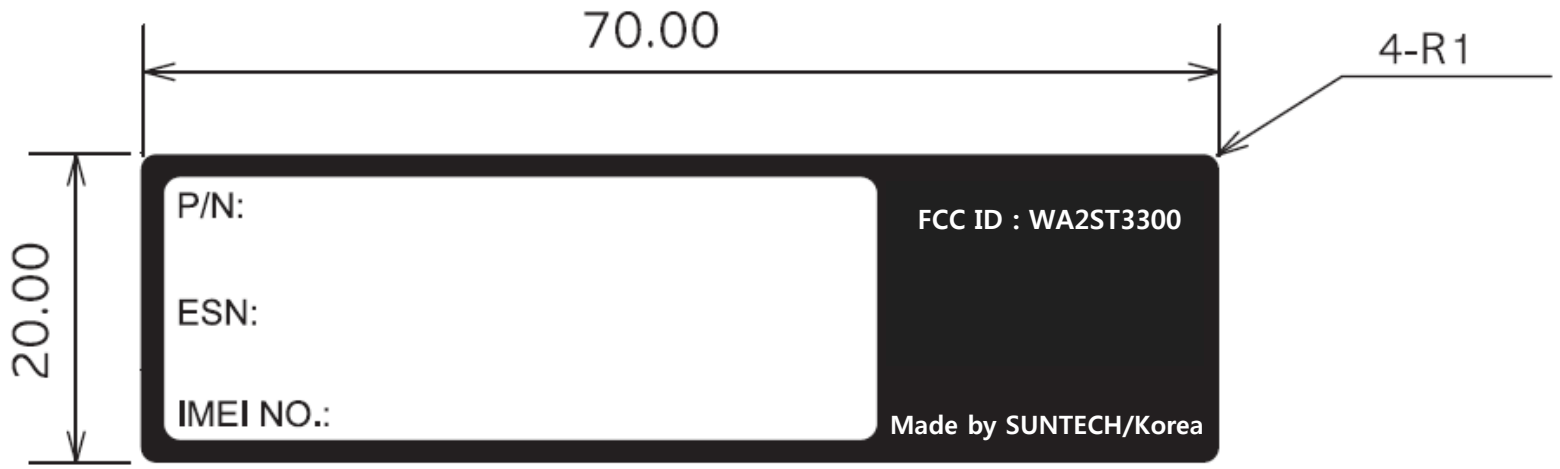 70.00
4-R1
20.00
P/N:
FCC ID : WA2ST3300
ESN:
IMEI NO.:
Made by SUNTECH/Korea